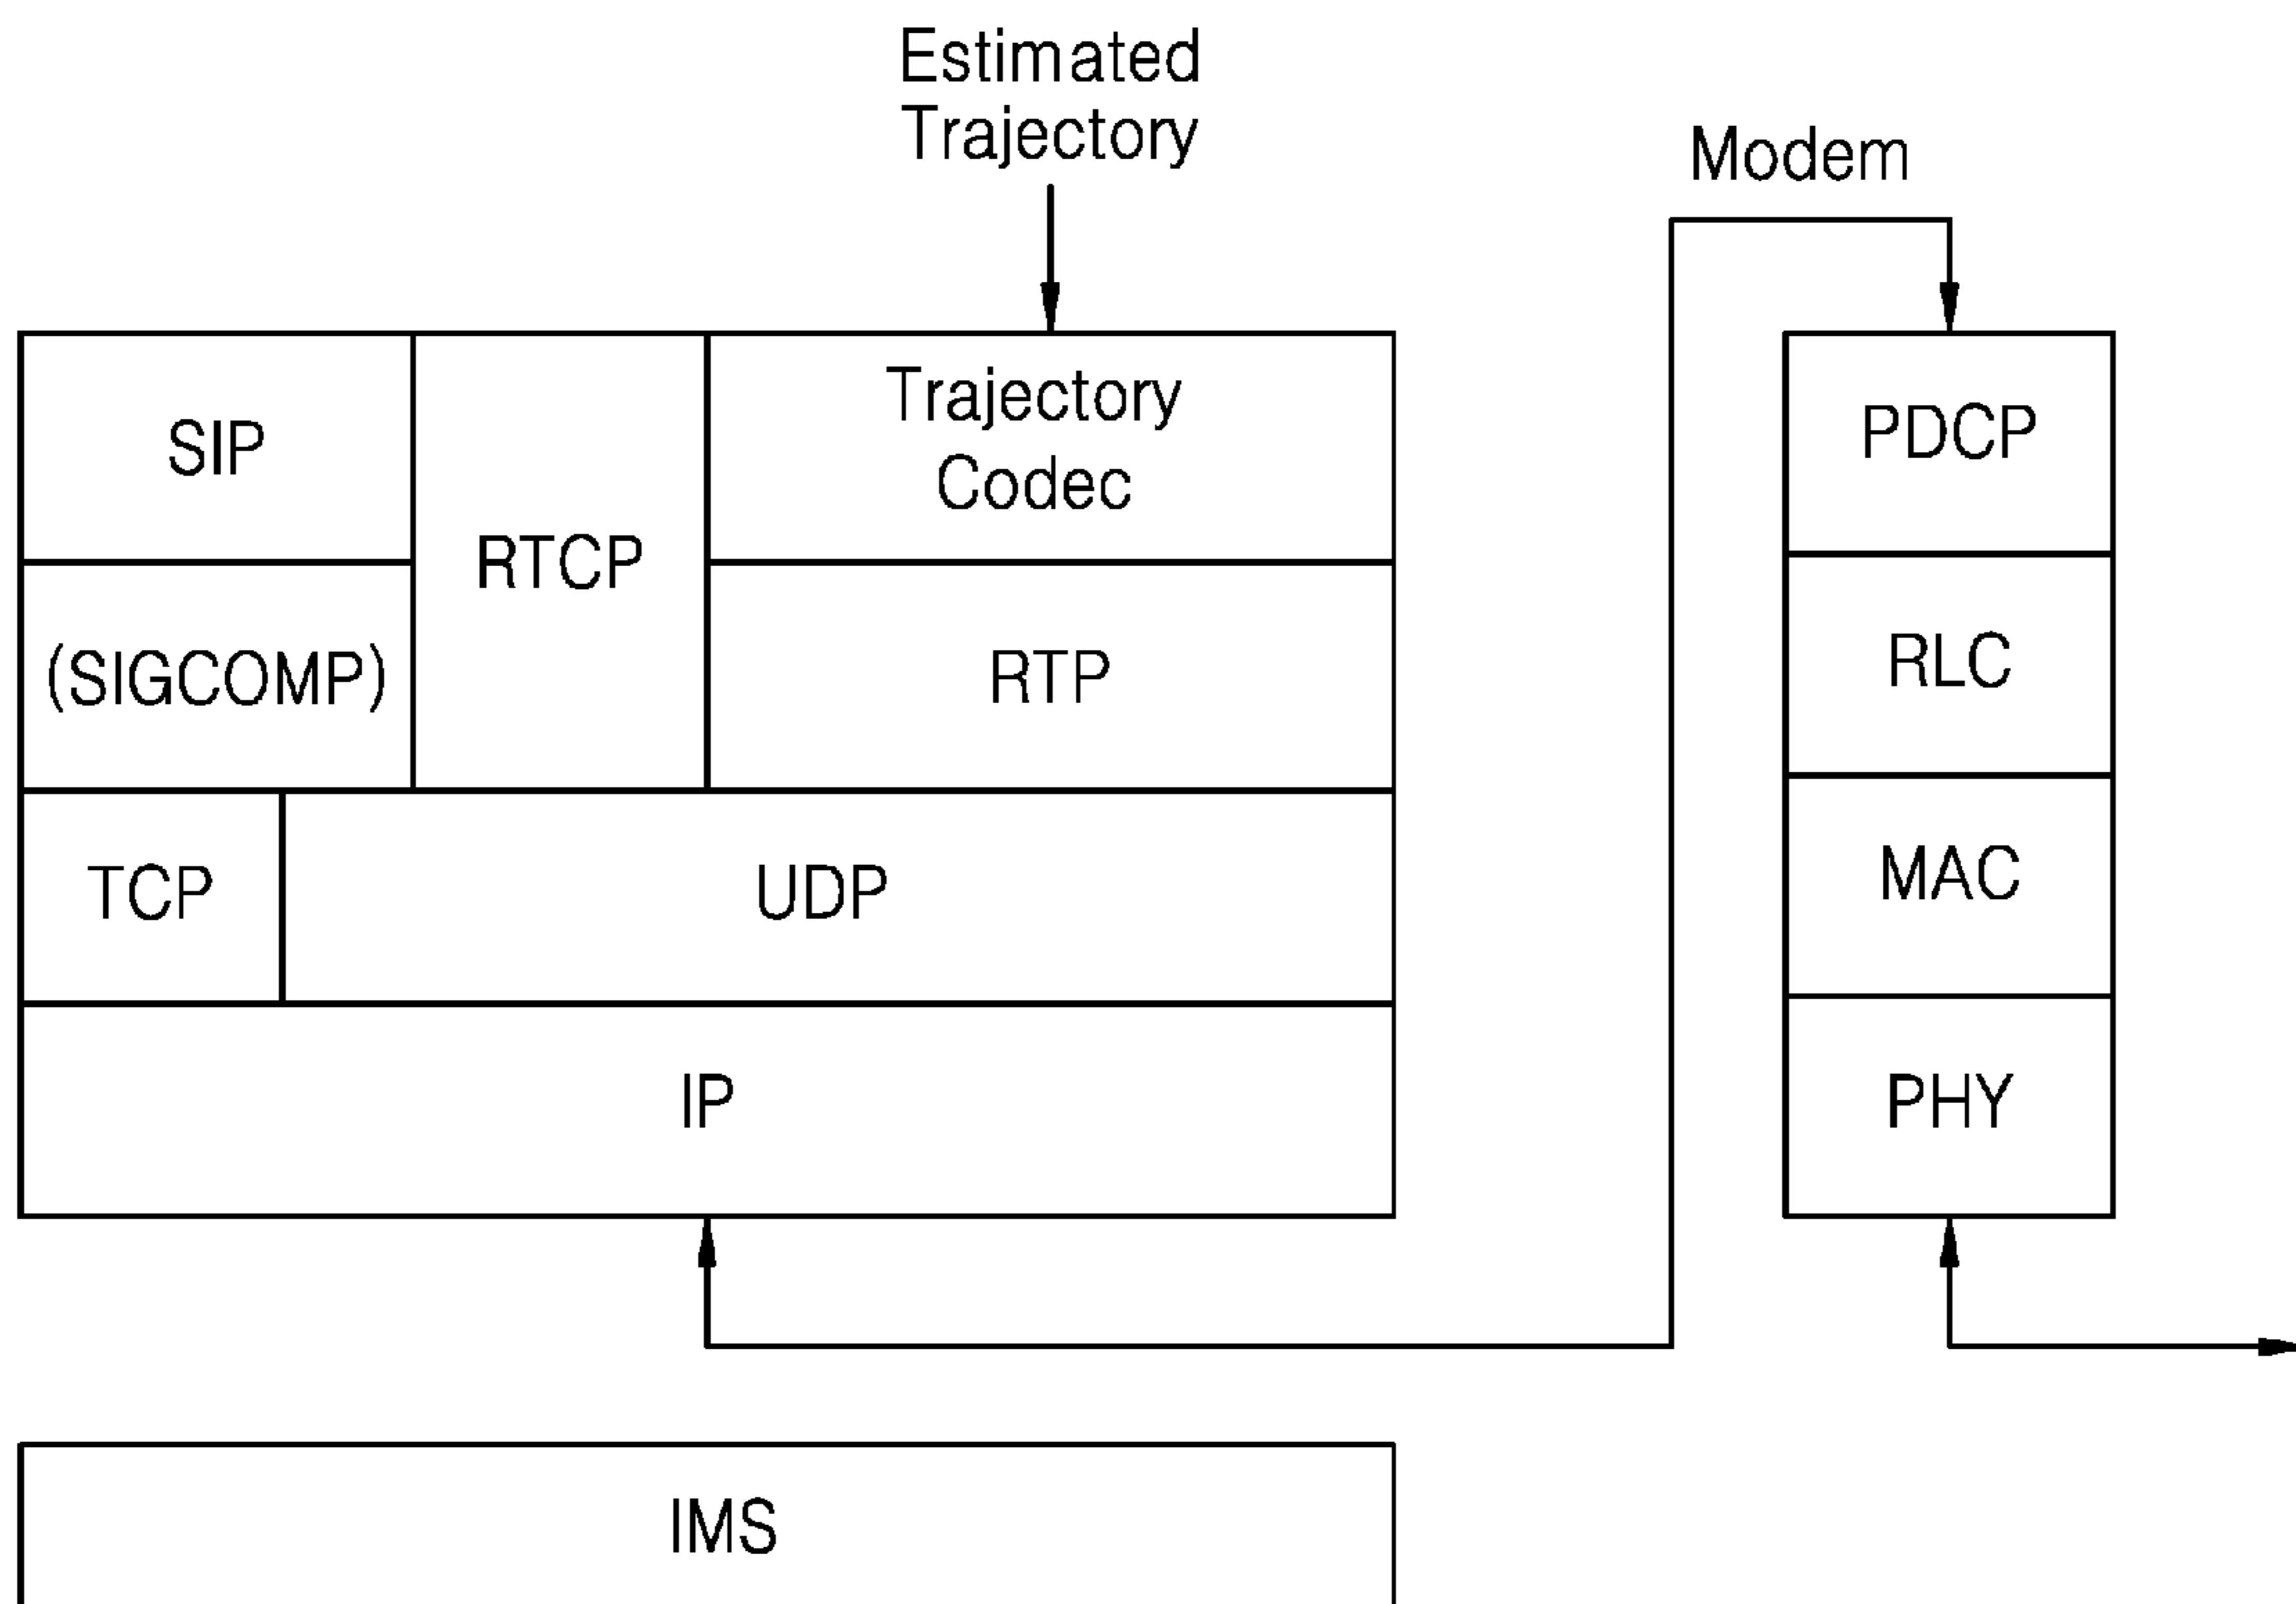 Estimated
Trajectory
Modem
SIP
(SIGCOMP)
RTCP
Trajectory
Codec
RTP
TCP
UDP
IP
PDCP
RLC
MAC
PHY
IMS